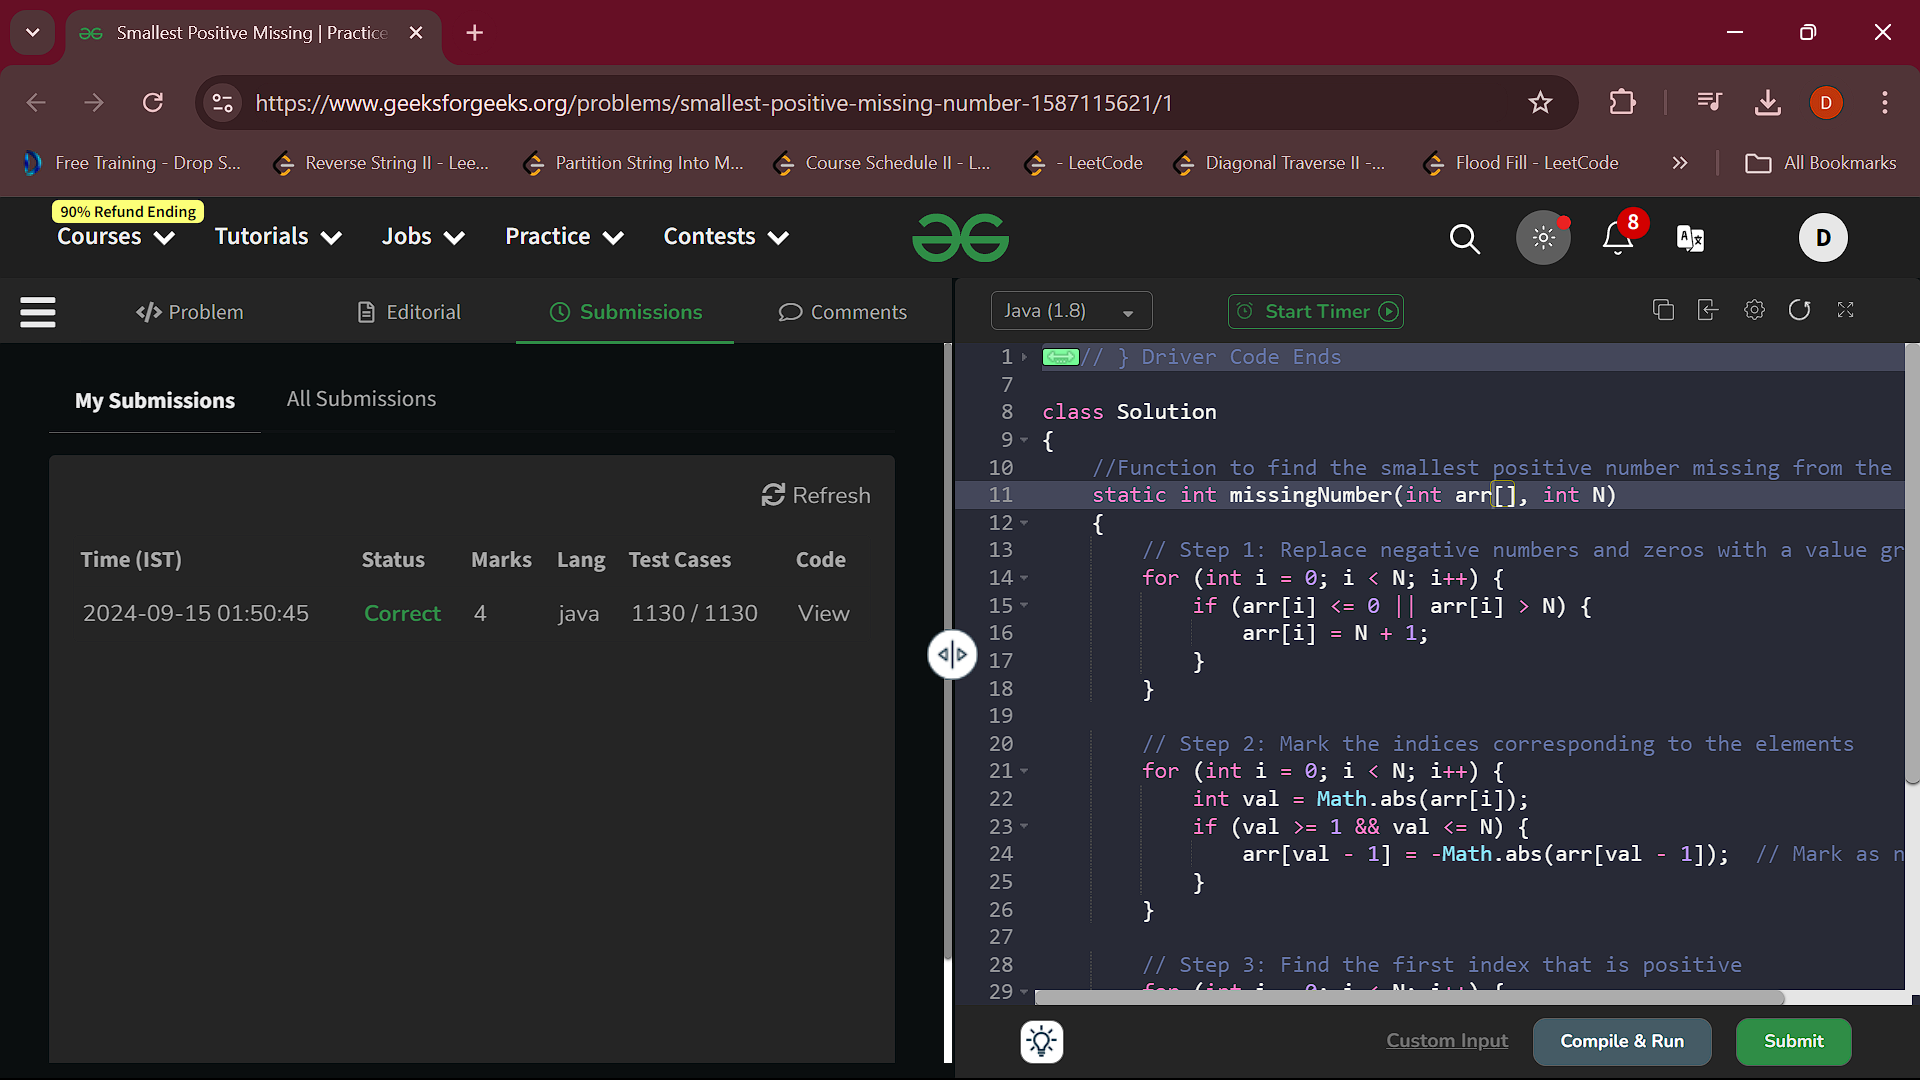 Smallest Positive Missing | Practice
https://www.geeksforgeeks.org/problems/smallest-positive-missing-number-1587115621/1
D
Free Training - Drop S...
Reverse String II - Lee...
Partition String Into M...
Course Schedule II - L...
- LeetCode
Diagonal Traverse II -...
Flood Fill - LeetCode
All Bookmarks
90% Refund Ending
Courses
Tutorials
Jobs
Practice
Contests
8
D
Problem
Editorial
Submissions
Comments
Java (1.8)
Start Timer
My Submissions
All Submissions
Refresh
Time (IST) Status Marks Lang Test Cases Code
2024-09-15 01:50:45 Correct 4 java 1130 / 1130 View
1 // } Driver Code Ends
7
8 class Solution
9 {
10 //Function to find the smallest positive number missing from the
11 static int missingNumber(int arr[], int N)
12 {
13 // Step 1: Replace negative numbers and zeros with a value gr
14 for (int i = 0; i < N; i++) {
15 if (arr[i] <= 0 || arr[i] > N) {
16 arr[i] = N + 1;
17 }
18 }
19
20 // Step 2: Mark the indices corresponding to the elements
21 for (int i = 0; i < N; i++) {
22 int val = Math.abs(arr[i]);
23 if (val >= 1 && val <= N) {
24 arr[val - 1] = -Math.abs(arr[val - 1]); // Mark as n
25 }
26 }
27
28 // Step 3: Find the first index that is positive
29 for (int i = 0; i < N; i++) {
Custom Input
Compile & Run
Submit